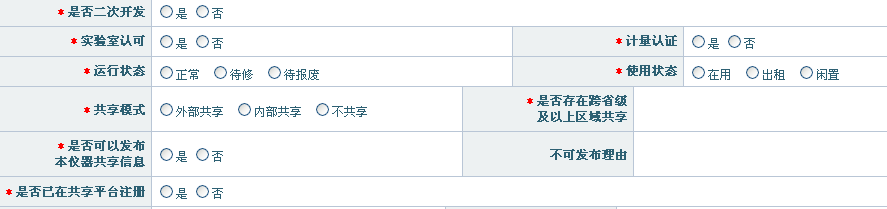 * 是否二次开发 是 否
* 实验室认可 是 否 * 计量认证 是 否
* 运行状态 正常 待修 待报废 * 使用状态 在用 出租 闲置
* 共享模式 外部共享 内部共享 不共享 * 是否存在跨省级
及以上区域共享
* 是否可以发布
本仪器共享信息 是 否 不可发布理由
* 是否已在共享平台注册 是 否